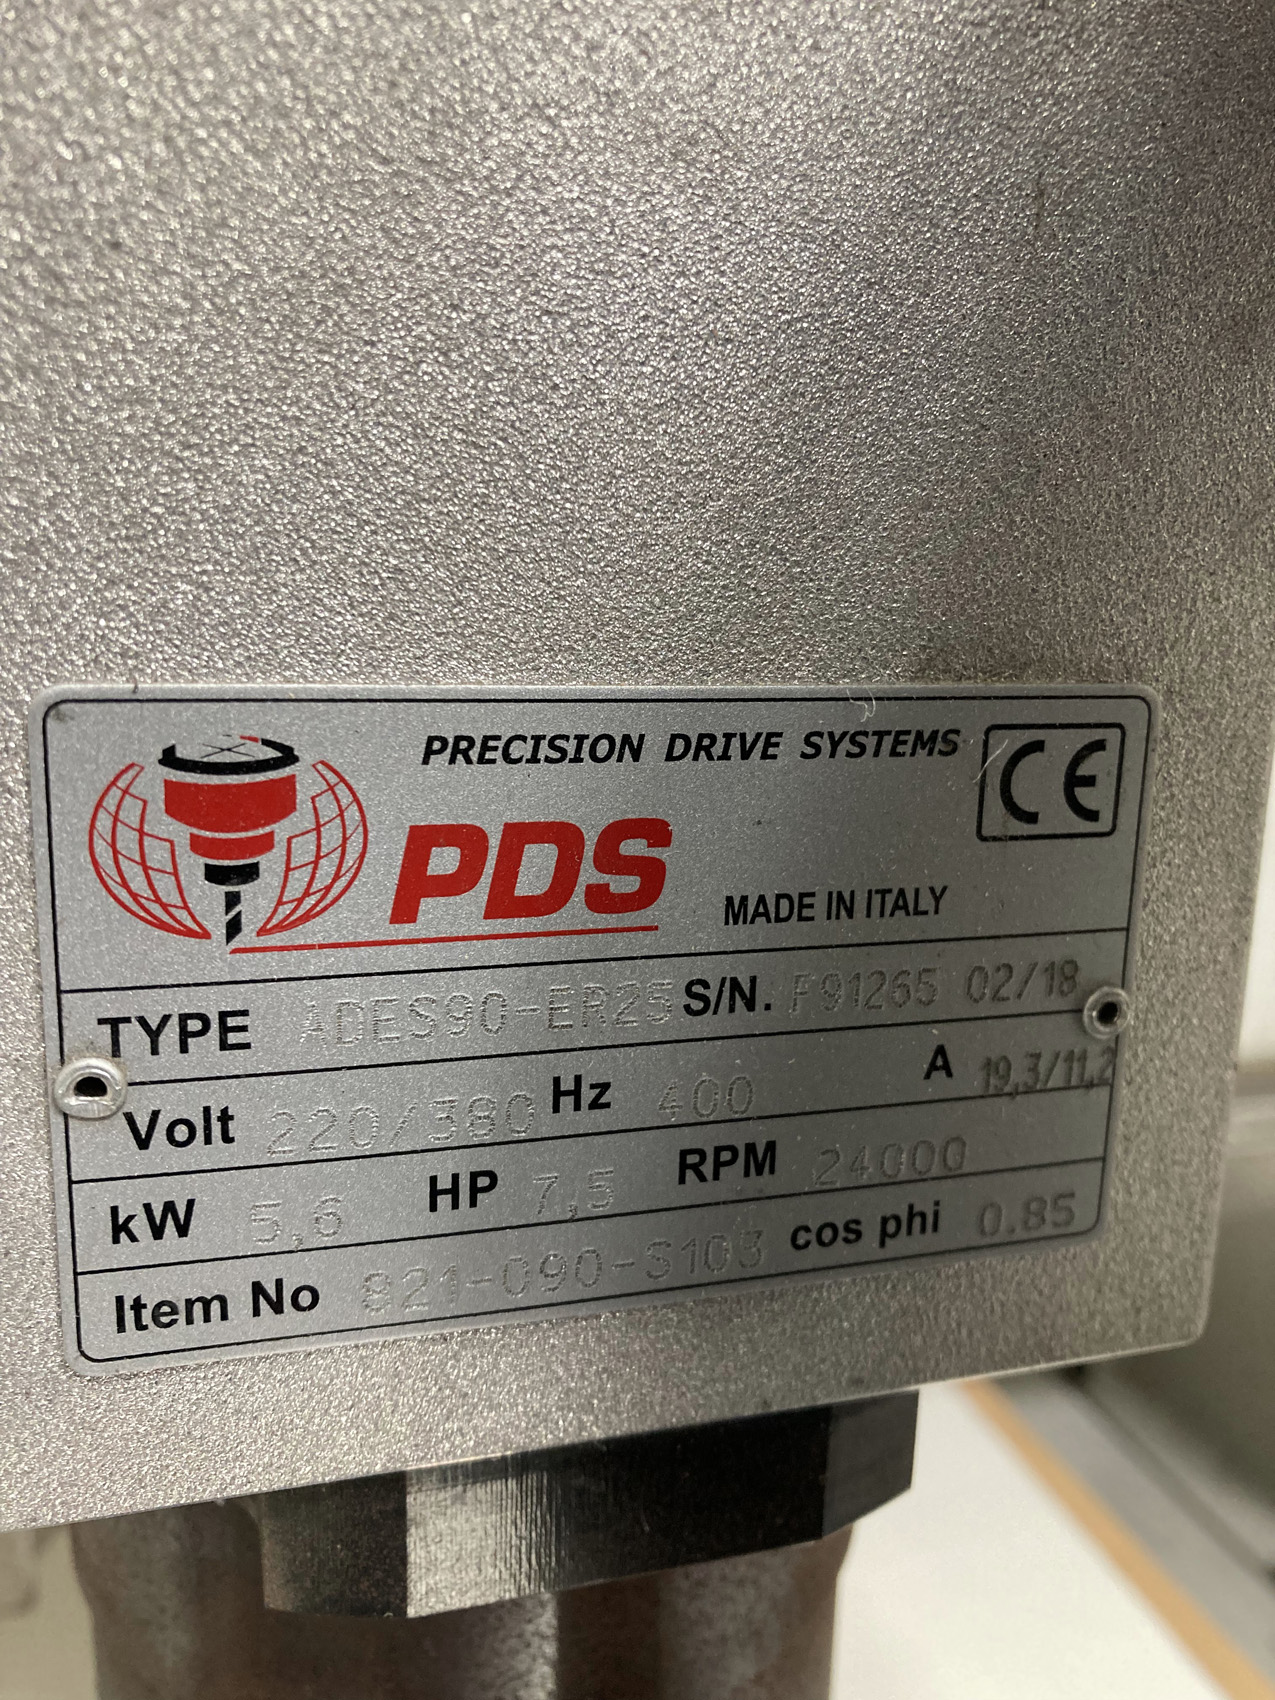 PRECISION DRIVE SYSTEMS
CE
PDS
MADE IN ITALY
TYPE ADES90-ER25 S/N. F91265 02/18
Volt 220/380 Hz 400 A 19,3/11,2
kW 5,6 HP 7,5 RPM 24000
Item No 821-090-S103 cos phi 0.85